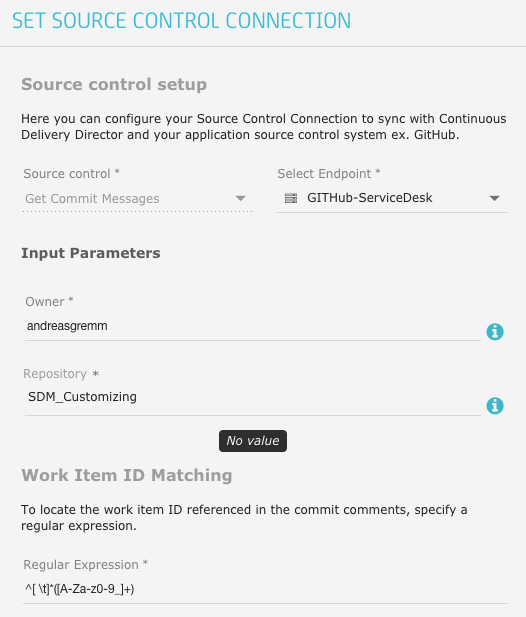 SET SOURCE CONTROL CONNECTION
Source control setup
Here you can configure your Source Control Connection to sync with Continuous
Delivery Director and your application source control system ex. GitHub.
Source control *
Select Endpoint *
Get Commit Messages
GITHub-ServiceDesk
Input Parameters
Owner *
andreasgremm
Repository *
SDM_Customizing
No value
Work Item ID Matching
To locate the work item ID referenced in the commit comments, specify a
regular expression.
Regular Expression *
^[ \t]*([A-Za-z0-9_]+)